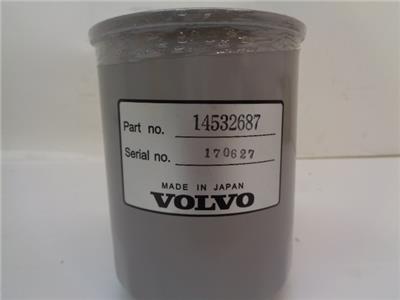 Part no. 14532687
Serial no. 170627
MADE IN JAPAN
VOLVO